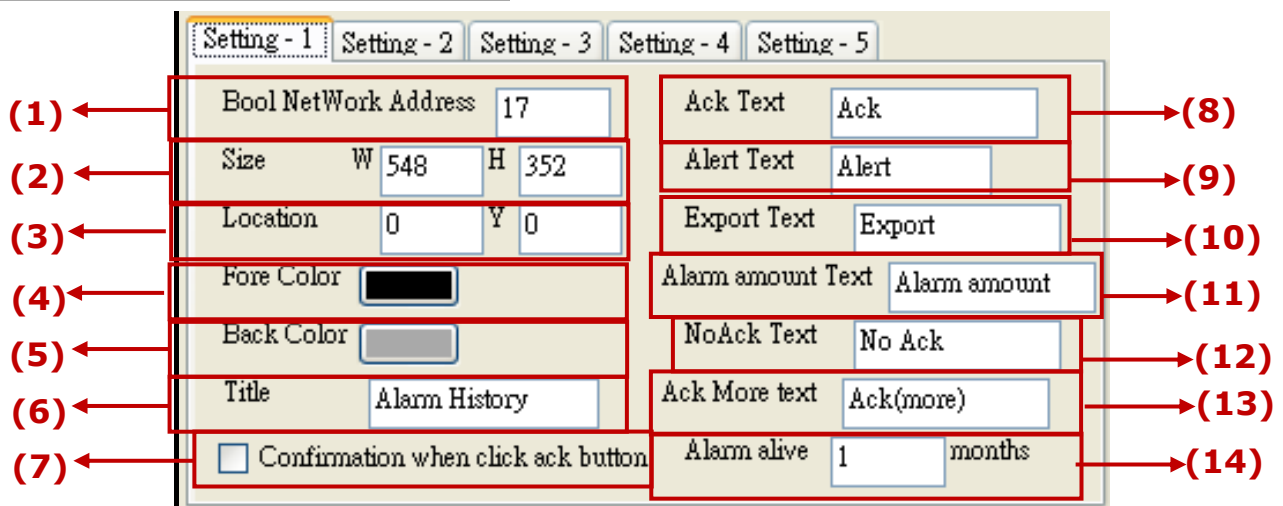 Setting - 1 Setting - 2 Setting - 3 Setting - 4 Setting - 5
(1) Bool NetWork Address 17 Ack Text Ack (8)
(2) Size W 548 H 352 Alert Text Alert (9)
(3) Location 0 Y 0 Export Text Export (10)
(4) Fore Color Alarm amount Text Alarm amount (11)
(5) Back Color NoAck Text No Ack (12)
(6) Title Alarm History Ack More text Ack(more) (13)
(7) Confirmation when click ack button Alarm alive 1 months (14)